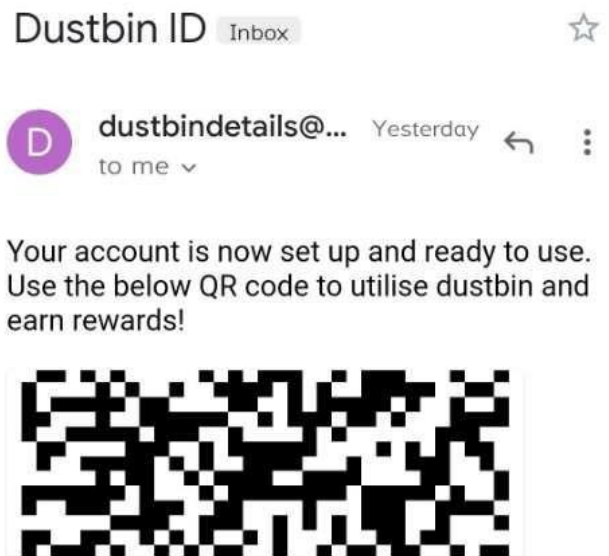 Dustbin ID Inbox
D
dustbindetails@... Yesterday
to me
Your account is now set up and ready to use.
Use the below QR code to utilise dustbin and
earn rewards!